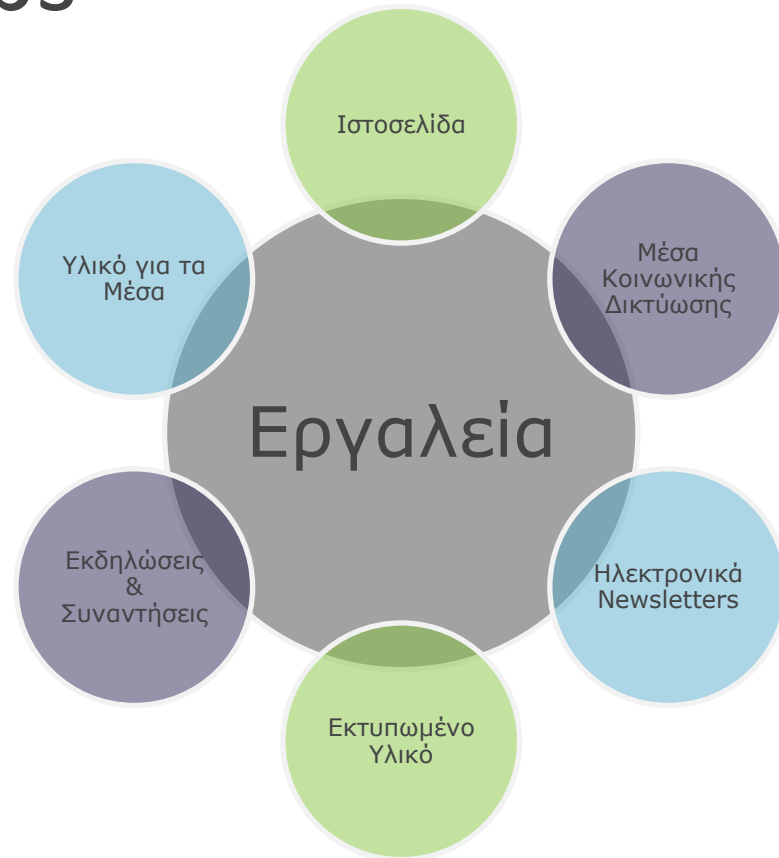 Ιστοσελίδα
Μέσα
Κοινωνικής
Δικτύωσης
Ηλεκτρονικά
Newsletters
Εκτυπωμένο
Υλικό
Εκδηλώσεις
&
Συναντήσεις
Υλικό για τα
Μέσα
Εργαλεία